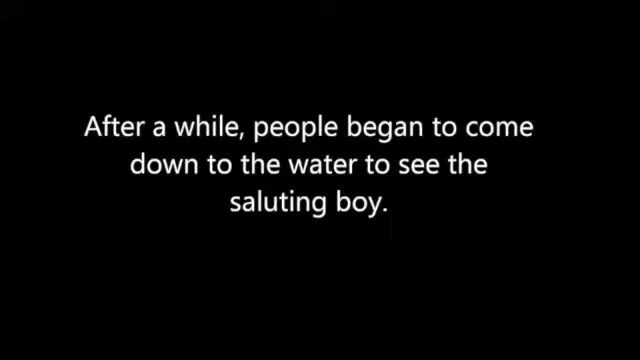 After a while, people began to come
down to the water to see the
saluting boy.